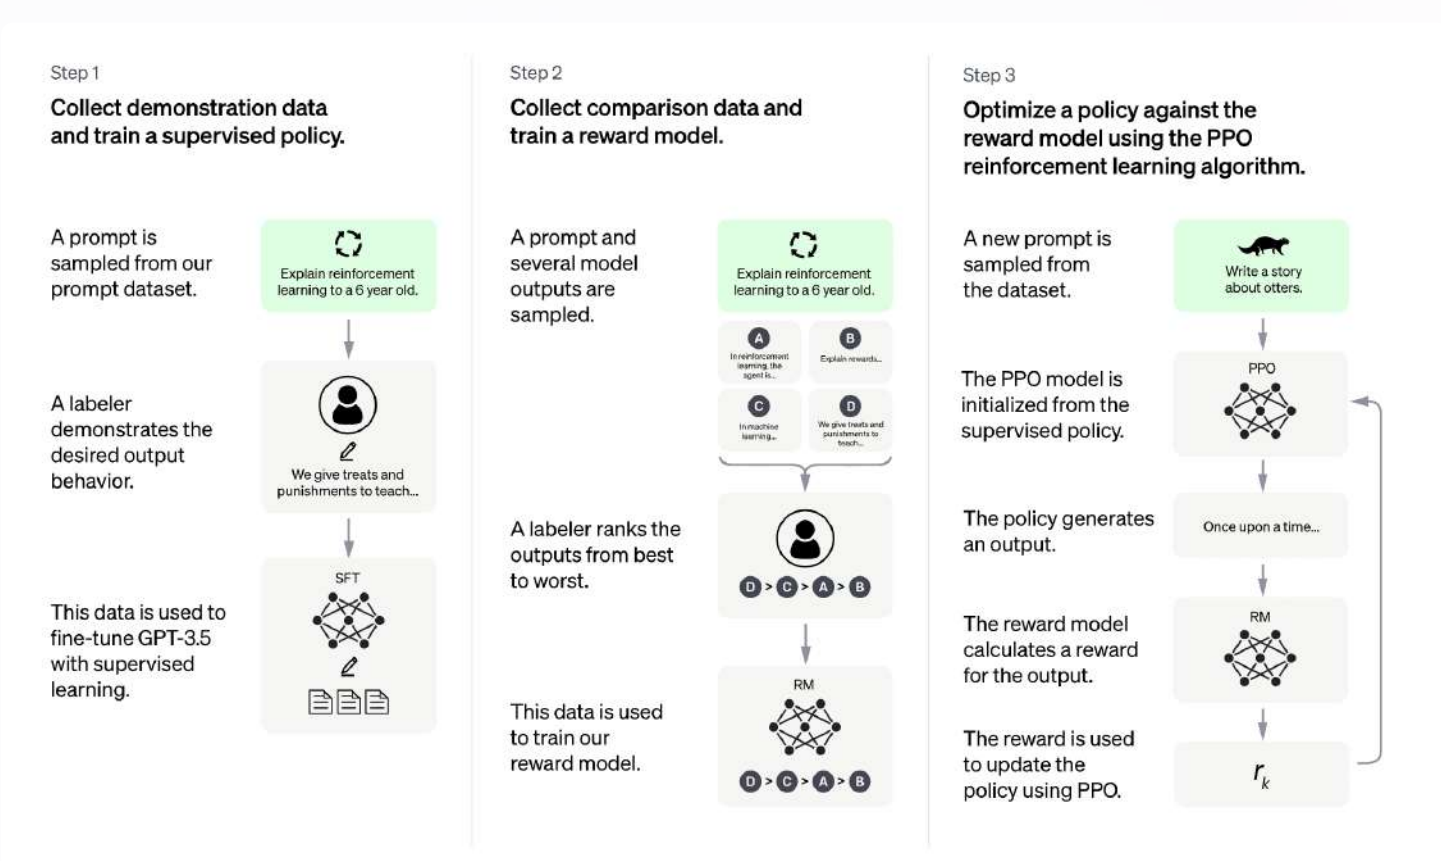 Step 1
Collect demonstration data
and train a supervised policy.
A prompt is
sampled from our
prompt dataset.
Explain reinforcement
learning to a 6 year old.
A labeler
demonstrates the
desired output
behavior.
We give treats and
punishments to teach...
This data is used to
fine-tune GPT-3.5
with supervised
learning.
SFT
Step 2
Collect comparison data and
train a reward model.
A prompt and
several model
outputs are
sampled.
Explain reinforcement
learning to a 6 year old.
A
In reinforcement
learning, the
agent is...
B
Explain rewards...
C
In machine
learning...
D
We give treats and
punishments to
teach...
A labeler ranks the
outputs from best
to worst.
D > C > A > B
This data is used
to train our
reward model.
RM
D > C > A > B
Step 3
Optimize a policy against the
reward model using the PPO
reinforcement learning algorithm.
A new prompt is
sampled from
the dataset.
Write a story
about otters.
The PPO model is
initialized from the
supervised policy.
PPO
The policy generates
an output.
Once upon a time...
The reward model
calculates a reward
for the output.
RM
The reward is used
to update the
policy using PPO.
rk